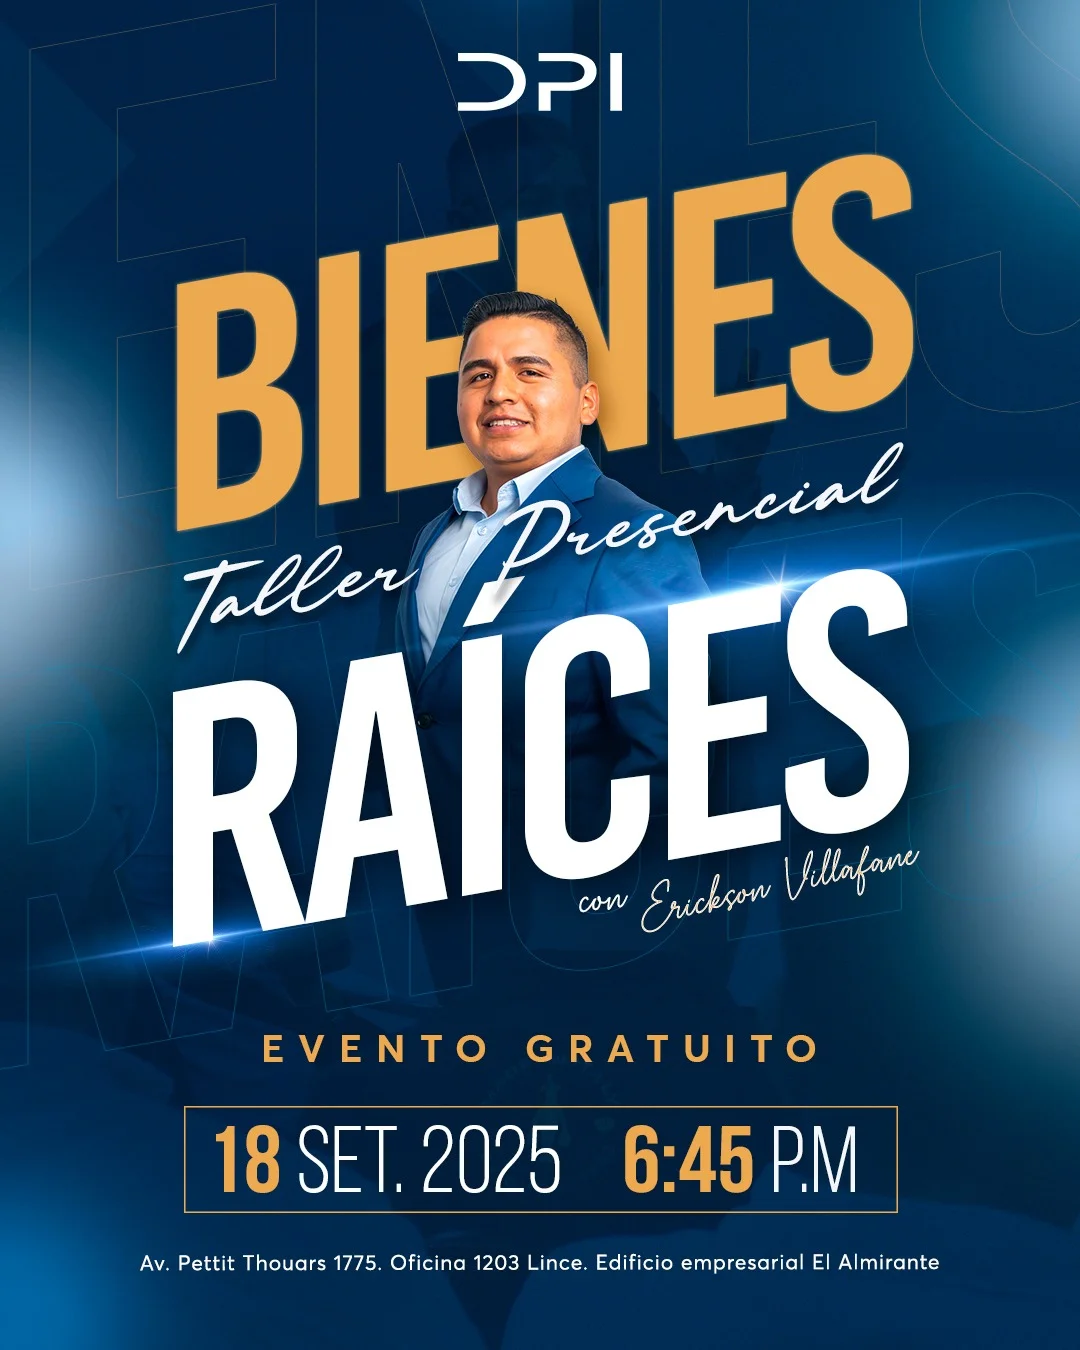 DPI
BIENES
Taller Presencial
RAÍCES
con Erickson Villafane
EVENTO GRATUITO
18 SET. 2025 6:45 P.M
Av. Pettit Thouars 1775. Oficina 1203 Lince. Edificio empresarial El Almirante